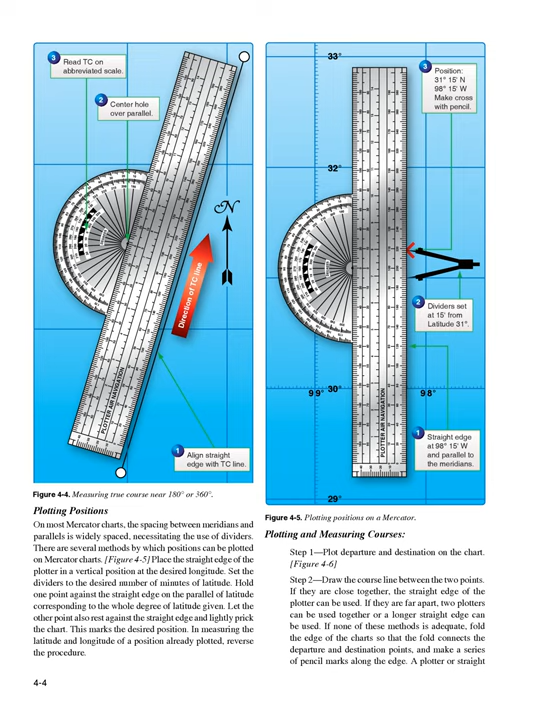 3
Read TC on
abbreviated scale.
2
Center hole
over parallel.
N
Direction of TC line
PLOTTER AIR NAVIGATION
1
Align straight
edge with TC line.
Figure 4-4. Measuring true course near 180° or 360°.
Plotting Positions
On most Mercator charts, the spacing between meridians and
parallels is widely spaced, necessitating the use of dividers.
There are several methods by which positions can be plotted
on Mercator charts. [Figure 4-5] Place the straight edge of the
plotter in a vertical position at the desired longitude. Set the
dividers to the desired number of minutes of latitude. Hold
one point against the straight edge on the parallel of latitude
corresponding to the whole degree of latitude given. Let the
other point also rest against the straight edge and lightly prick
the chart. This marks the desired position. In measuring the
latitude and longitude of a position already plotted, reverse
the procedure.
33°
3
Position:
31° 15' N
98° 15' W
Make cross
with pencil.
32°
2
Dividers set
at 15' from
Latitude 31°.
99°
30°
98°
PLOTTER AIR NAVIGATION
1
Straight edge
at 98° 15' W
and parallel to
the meridians.
29°
Figure 4-5. Plotting positions on a Mercator.
Plotting and Measuring Courses:
Step 1—Plot departure and destination on the chart.
[Figure 4-6]
Step 2—Draw the course line between the two points.
If they are close together, the straight edge of the
plotter can be used. If they are far apart, two plotters
can be used together or a longer straight edge can
be used. If none of these methods is adequate, fold
the edge of the charts so that the fold connects the
departure and destination points, and make a series
of pencil marks along the edge. A plotter or straight
4-4